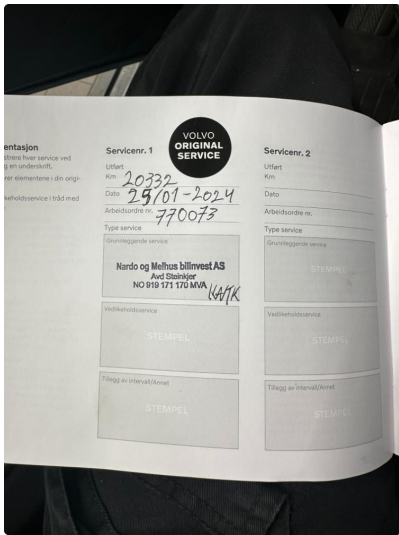 entasjon
strere hver service ved
g en underskrift.
rer elementene i din origi-
keholdsservice i tråd med
VOLVO
ORIGINAL
SERVICE
Servicenr. 1
Utført
Km 20332
Dato 25/01-2024
Arbeidsordre nr. 770073
Type service
Grunnleggende service
Nardo og Melhus bilinvest AS
Avd Steinkjer
NO 919 171 170 MVA
Vedlikeholdsservice
STEMPEL
Tillegg av intervall/Annet
STEMPEL
Servicenr. 2
Utført
Km
Dato
Arbeidsordre nr.
Type service
Grunnleggende service
STEMPEL
Vedlikeholdsservice
STEMPEL
Tillegg av intervall/Annet
STEMPEL